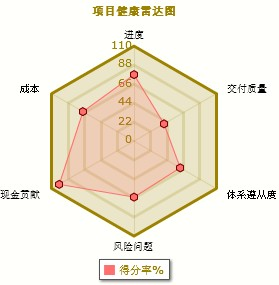 项目健康雷达图
进度
110
88
66
44
22
0
成本
交付质量
现金贡献
体系遵从度
风险问题
得分率%